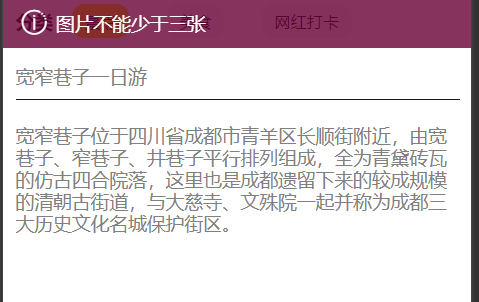 图片不能少于三张
网红打卡
宽窄巷子一日游
宽窄巷子位于四川省成都市青羊区长顺街附近，由宽
巷子、窄巷子、井巷子平行排列组成，全为青黛砖瓦
的仿古四合院落，这里也是成都遗留下来的较成规模
的清朝古街道，与大慈寺、文殊院一起并称为成都三
大历史文化名城保护街区。